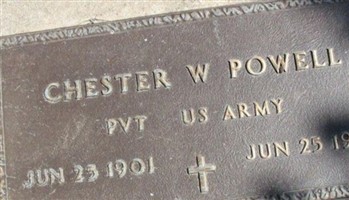 CHESTER W POWELL
PVT US ARMY
JUN 23 1901 JUN 25